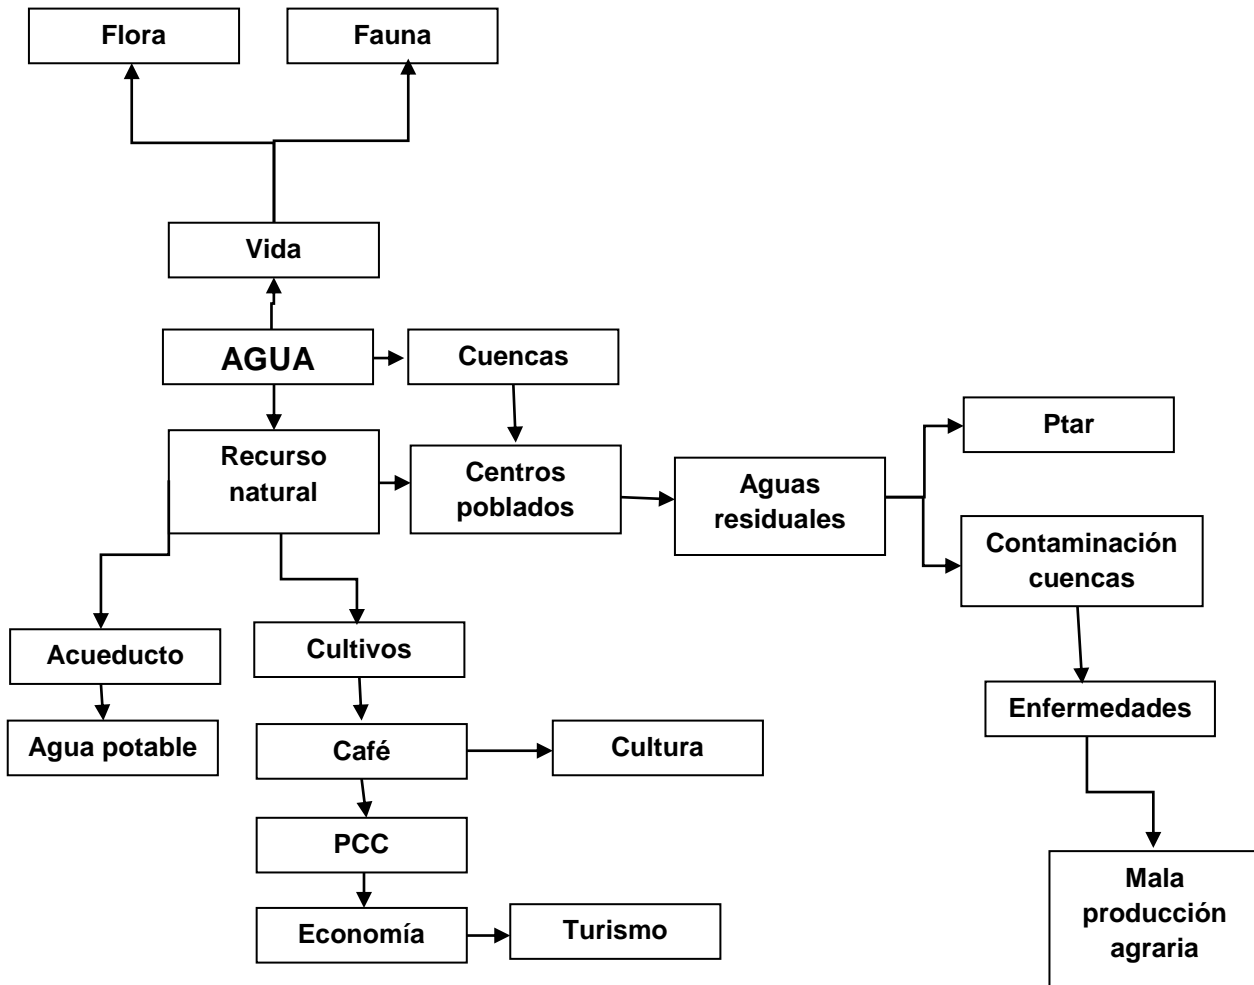 Flora
Fauna
Vida
AGUA
Cuencas
Recurso
natural
Centros
poblados
Aguas
residuales
Ptar
Contaminación
cuencas
Acueducto
Cultivos
Enfermedades
Agua potable
Café
Cultura
PCC
Mala
producción
agraria
Economía
Turismo